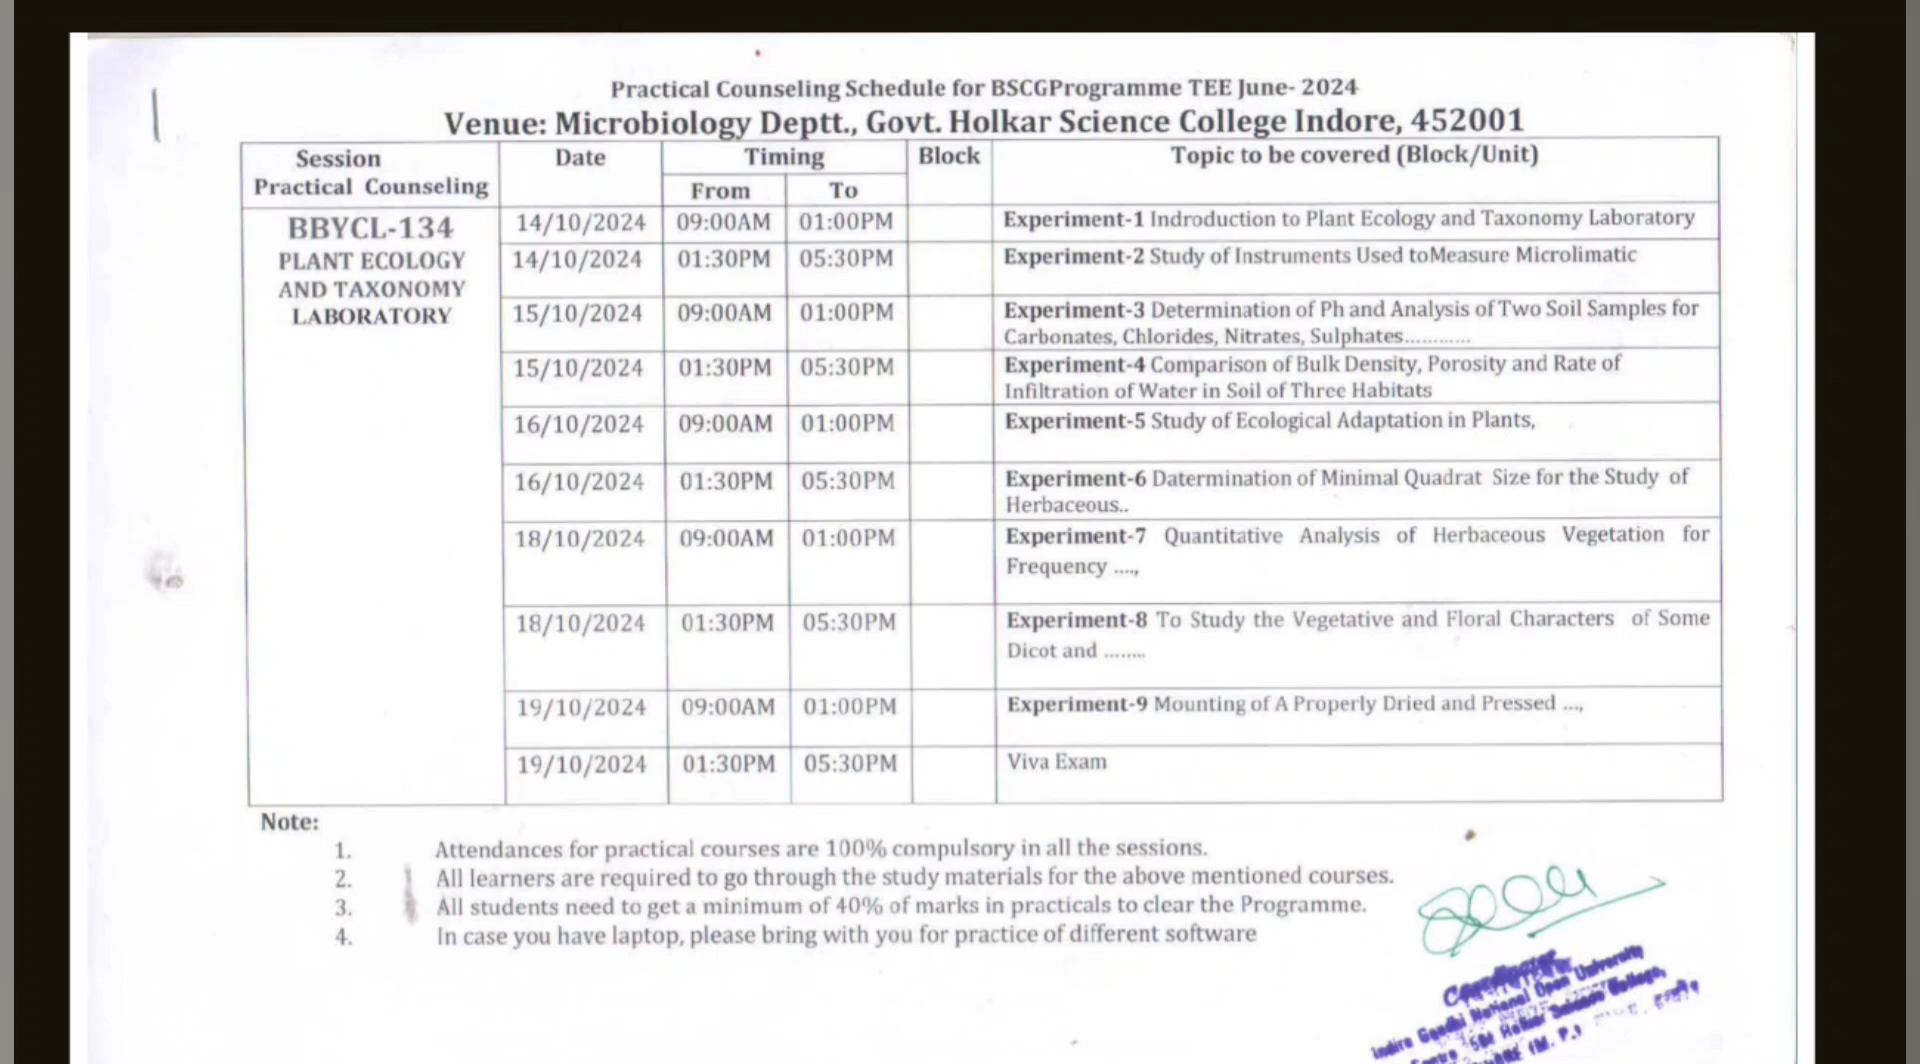 Practical Counseling Schedule for BSCGProgramme TEE June- 2024
Venue: Microbiology Deptt., Govt. Holkar Science College Indore, 452001
Session Date Timing Block Topic to be covered (Block/Unit)
Practical Counseling From To
BBYCL-134 14/10/2024 09:00AM 01:00PM Experiment-1 Indroduction to Plant Ecology and Taxonomy Laboratory
PLANT ECOLOGY 14/10/2024 01:30PM 05:30PM Experiment-2 Study of Instruments Used toMeasure Microlimatic
AND TAXONOMY
LABORATORY 15/10/2024 09:00AM 01:00PM Experiment-3 Determination of Ph and Analysis of Two Soil Samples for
Carbonates, Chlorides, Nitrates, Sulphates............
15/10/2024 01:30PM 05:30PM Experiment-4 Comparison of Bulk Density, Porosity and Rate of
Infiltration of Water in Soil of Three Habitats
16/10/2024 09:00AM 01:00PM Experiment-5 Study of Ecological Adaptation in Plants,
16/10/2024 01:30PM 05:30PM Experiment-6 Datermination of Minimal Quadrat Size for the Study of
Herbaceous..
18/10/2024 09:00AM 01:00PM Experiment-7 Quantitative Analysis of Herbaceous Vegetation for
Frequency ....,
18/10/2024 01:30PM 05:30PM Experiment-8 To Study the Vegetative and Floral Characters of Some
Dicot and ........
19/10/2024 09:00AM 01:00PM Experiment-9 Mounting of A Properly Dried and Pressed ...,
19/10/2024 01:30PM 05:30PM Viva Exam
Note:
1. Attendances for practical courses are 100% compulsory in all the sessions.
2. All learners are required to go through the study materials for the above mentioned courses.
3. All students need to get a minimum of 40% of marks in practicals to clear the Programme.
4. In case you have laptop, please bring with you for practice of different software
Indira Gandhi National Open University
Holkar Science College,
(M. P.)